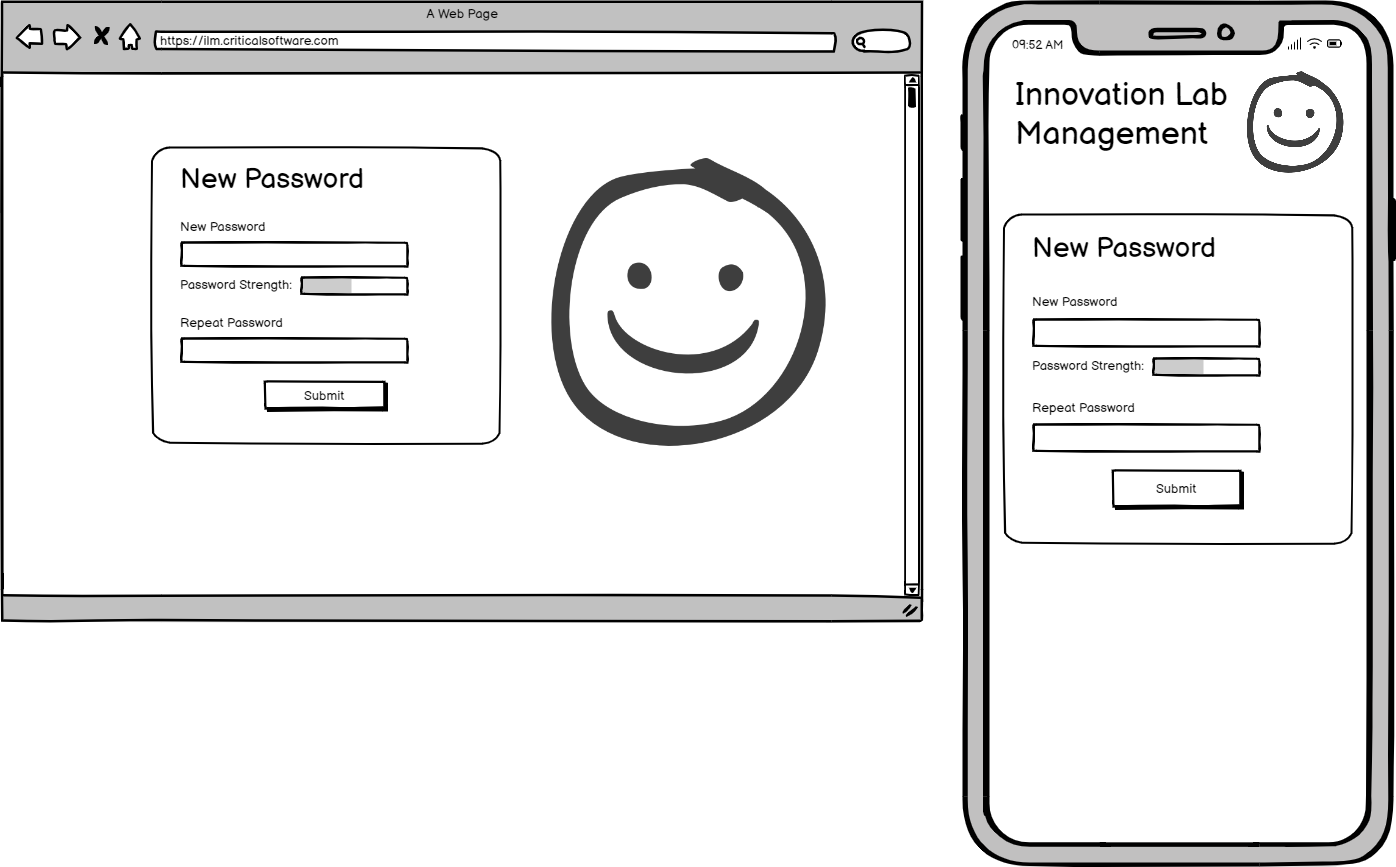 A Web Page
https://ilm.criticalsoftware.com
New Password
New Password
Password Strength:
Repeat Password
Submit
09:52 AM
Innovation Lab
Management
New Password
New Password
Password Strength:
Repeat Password
Submit